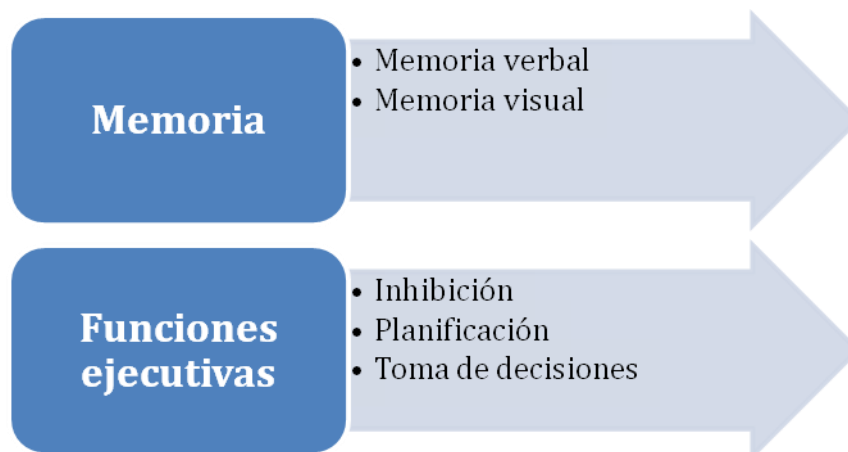 Memoria
• Memoria verbal
• Memoria visual
Funciones
ejecutivas
• Inhibición
• Planificación
• Toma de decisiones